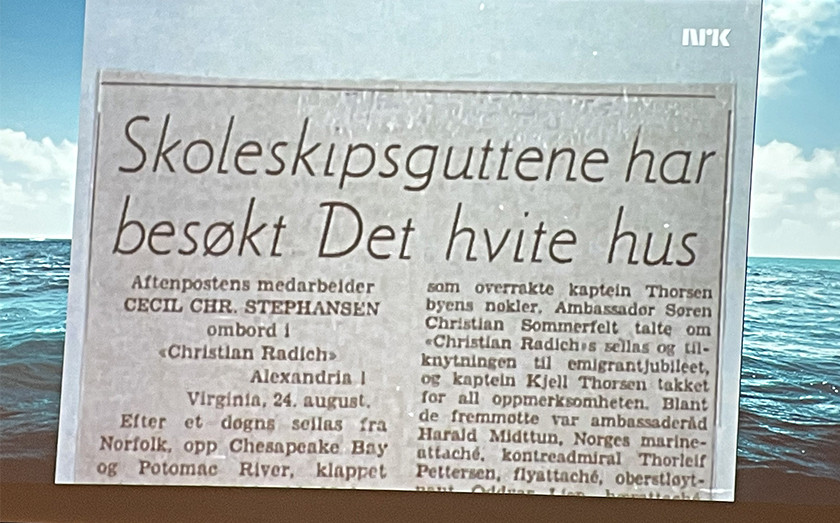 NRK
Skoleskipsguttene har
besøkt Det hvite hus
Aftenpostens medarbeider
CECIL CHR. STEPHANSEN
ombord i
«Christian Radich»
Alexandria i
Virginia, 24. august.
Efter et døgns seilas fra
Norfolk, opp Chesapeake Bay
og Potomac River, klappet
som overrakte kaptein Thorsen
byens nøkler. Ambassadør Søren
Christian Sommerfelt talte om
«Christian Radich»s seilas og til-
knytningen til emigrantjubileet,
og kaptein Kjell Thorsen takket
for all oppmerksomheten. Blant
de fremmøtte var ambassaderåd
Harald Midttun, Norges marine-
attaché, kontreadmiral Thorleif
Pettersen, flyattaché, oberstløyt-